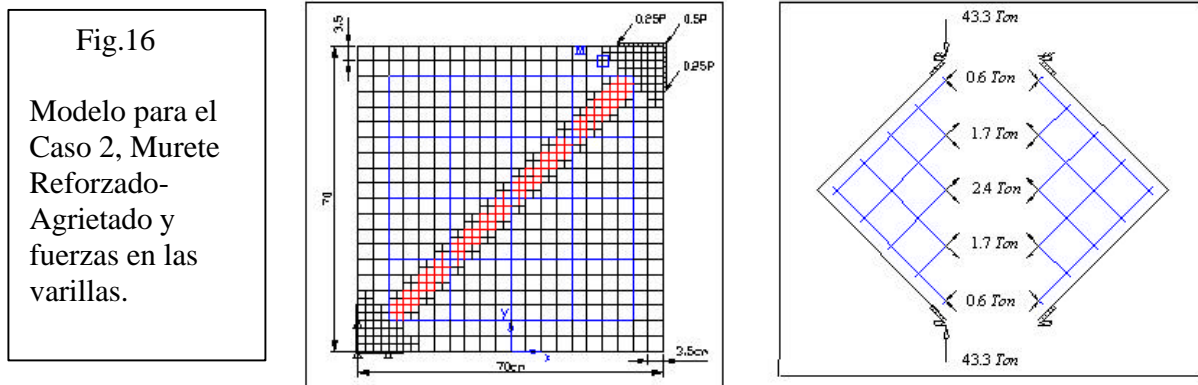 Fig.16
Modelo para el
Caso 2, Murete
Reforzado-
Agrietado y
fuerzas en las
varillas.
3.5
0.25P
0.5P
M
0.25P
70
y
x
70cm
3.5cm
43.3 Ton
0.6 Ton
1.7 Ton
2.4 Ton
1.7 Ton
0.6 Ton
43.3 Ton